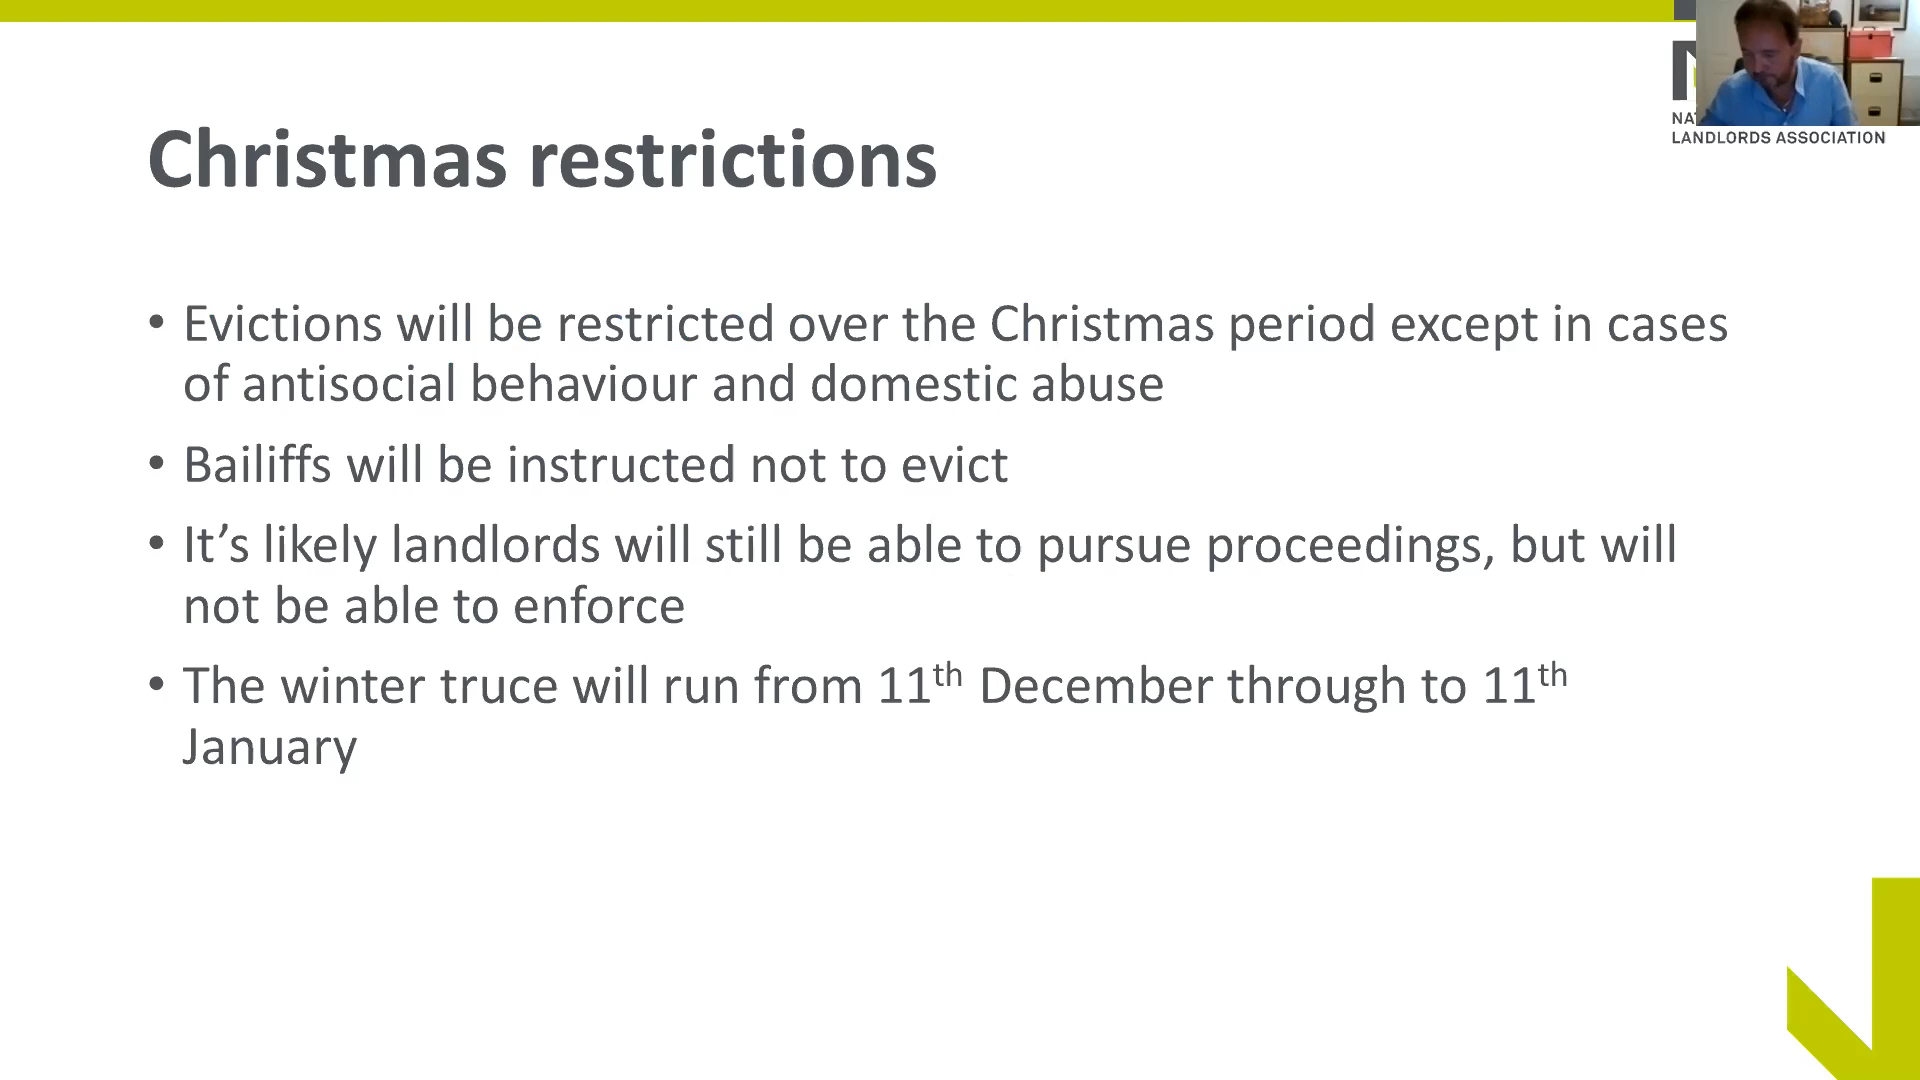 LANDLORDS ASSOCIATION
Christmas restrictions
• Evictions will be restricted over the Christmas period except in cases
of antisocial behaviour and domestic abuse
• Bailiffs will be instructed not to evict
• It’s likely landlords will still be able to pursue proceedings, but will
not be able to enforce
• The winter truce will run from 11th December through to 11th
January